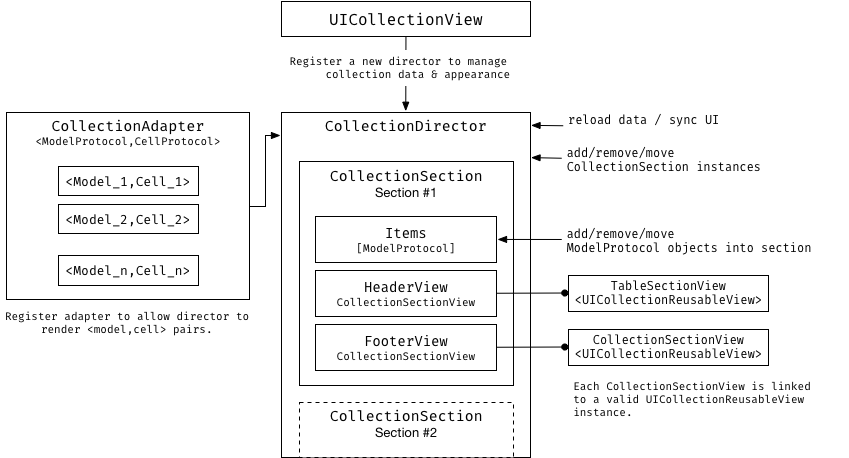 UICollectionView
Register a new director to manage
collection data & appearance
CollectionAdapter
<ModelProtocol,CellProtocol>
<Model_1,Cell_1>
<Model_2,Cell_2>
<Model_n,Cell_n>
Register adapter to allow director to
render <model,cell> pairs.
CollectionDirector
CollectionSection
Section #1
Items
[ModelProtocol]
HeaderView
CollectionSectionView
FooterView
CollectionSectionView
CollectionSection
Section #2
reload data / sync UI
add/remove/move
CollectionSection instances
add/remove/move
ModelProtocol objects into section
TableSectionView
<UICollectionReusableView>
CollectionSectionView
<UICollectionReusableView>
Each CollectionSectionView is linked
to a valid UICollectionReusableView
instance.